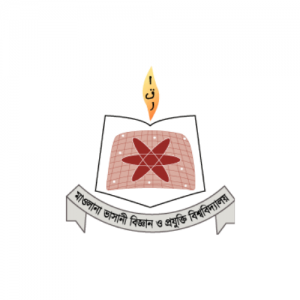 ا
ق
ر
মাওলানা ভাসানী বিজ্ঞান ও প্রযুক্তি বিশ্ববিদ্যালয়